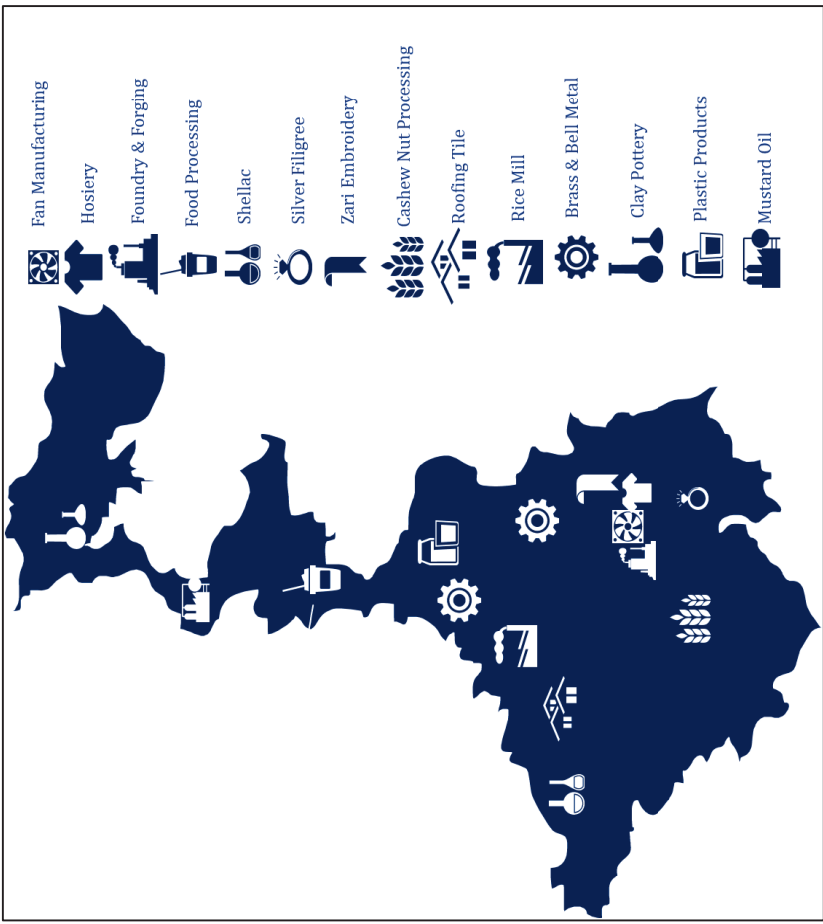 Fan Manufacturing
Hosiery
Foundry & Forging
Food Processing
Shellac
Silver Filigree
Zari Embroidery
Cashew Nut Processing
Roofing Tile
Rice Mill
Brass & Bell Metal
Clay Pottery
Plastic Products
Mustard Oil